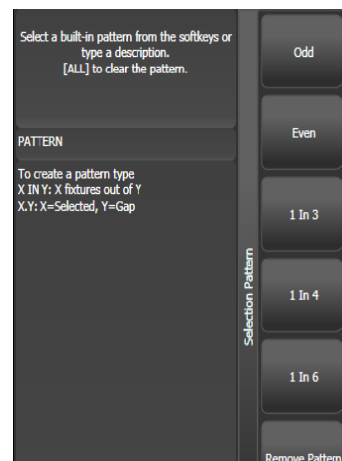 Select a built-in pattern from the softkeys or
type a description.
[ALL] to clear the pattern.
PATTERN
To create a pattern type
X IN Y: X fixtures out of Y
X.Y: X=Selected, Y=Gap
Selection Pattern
Odd
Even
1 In 3
1 In 4
1 In 6
Remove Pattern